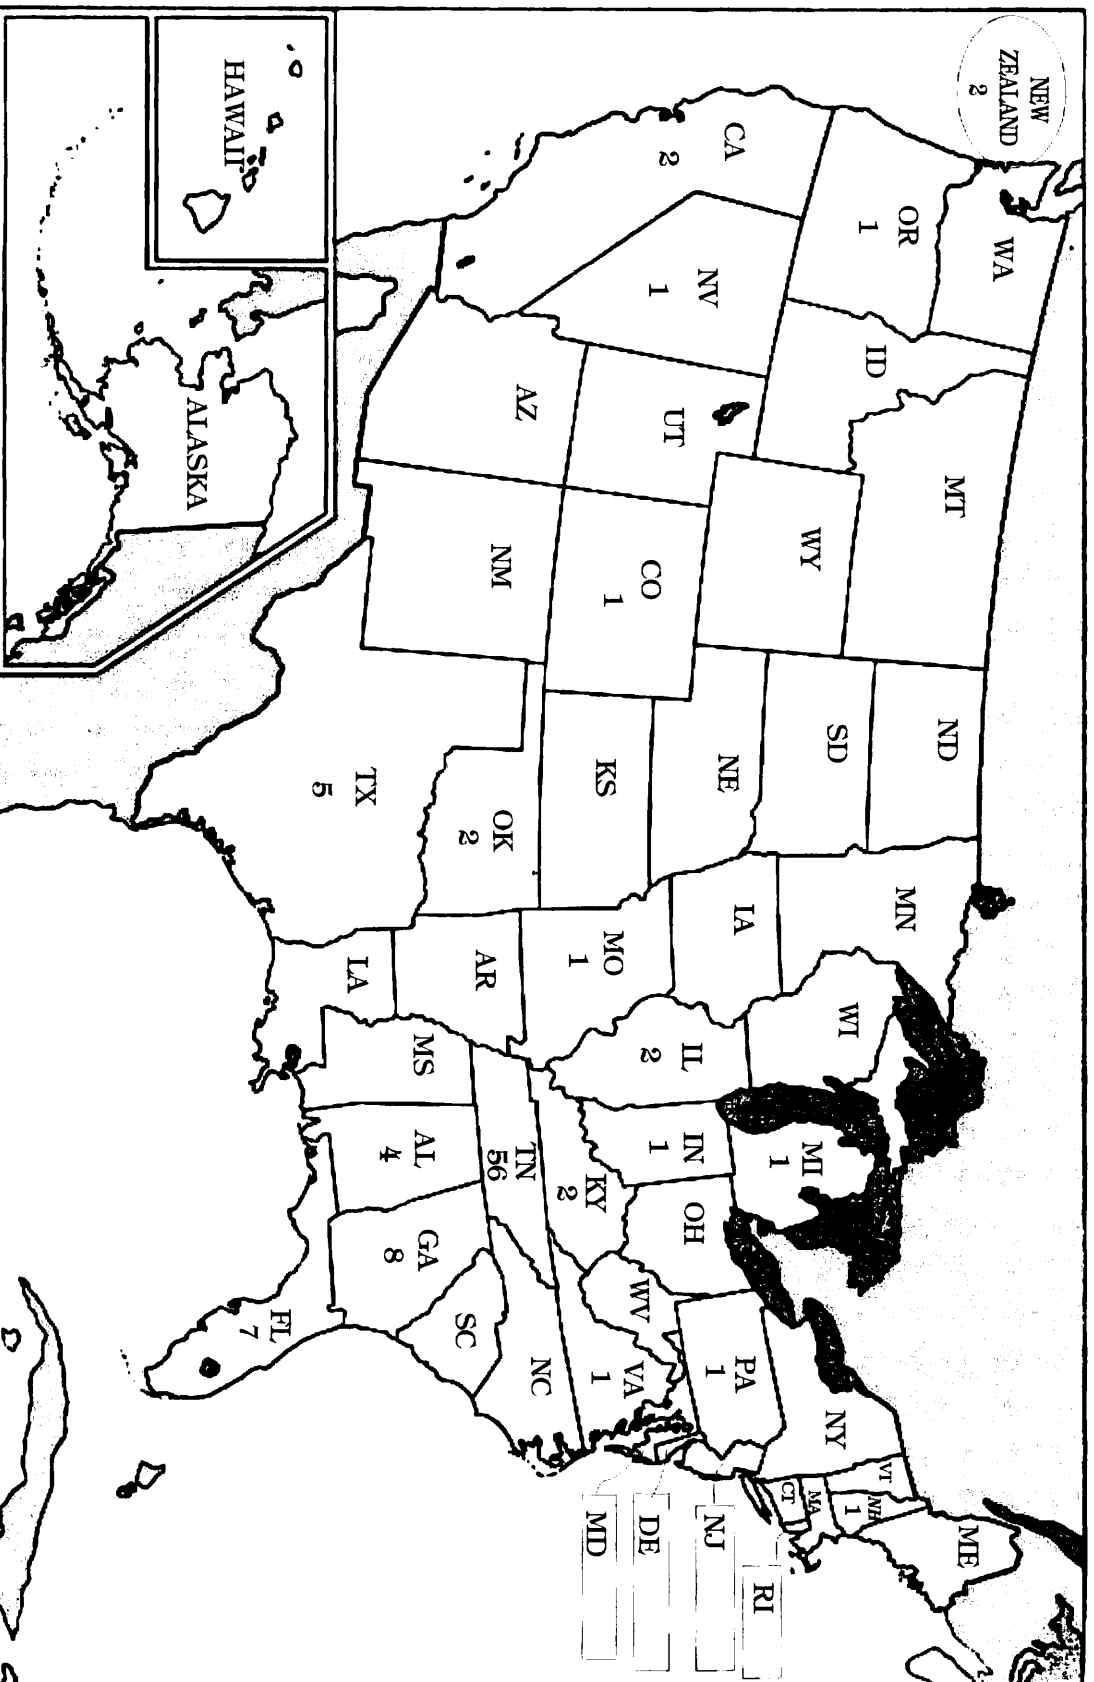 NEW
ZEALAND
2
WA
OR
1
CA
2
NV
1
ID
MT
WY
UT
AZ
CO
1
NM
ND
SD
NE
KS
OK
2
TX
5
MN
IA
MO
1
AR
LA
WI
IL
2
MS
MI
1
IN
1
OH
KY
2
TN
56
AL
4
GA
8
FL
7
SC
NC
WV
VA
1
PA
1
NY
VT
NH
1
MA
CT
ME
RI
NJ
DE
MD
HAWAII
ALASKA